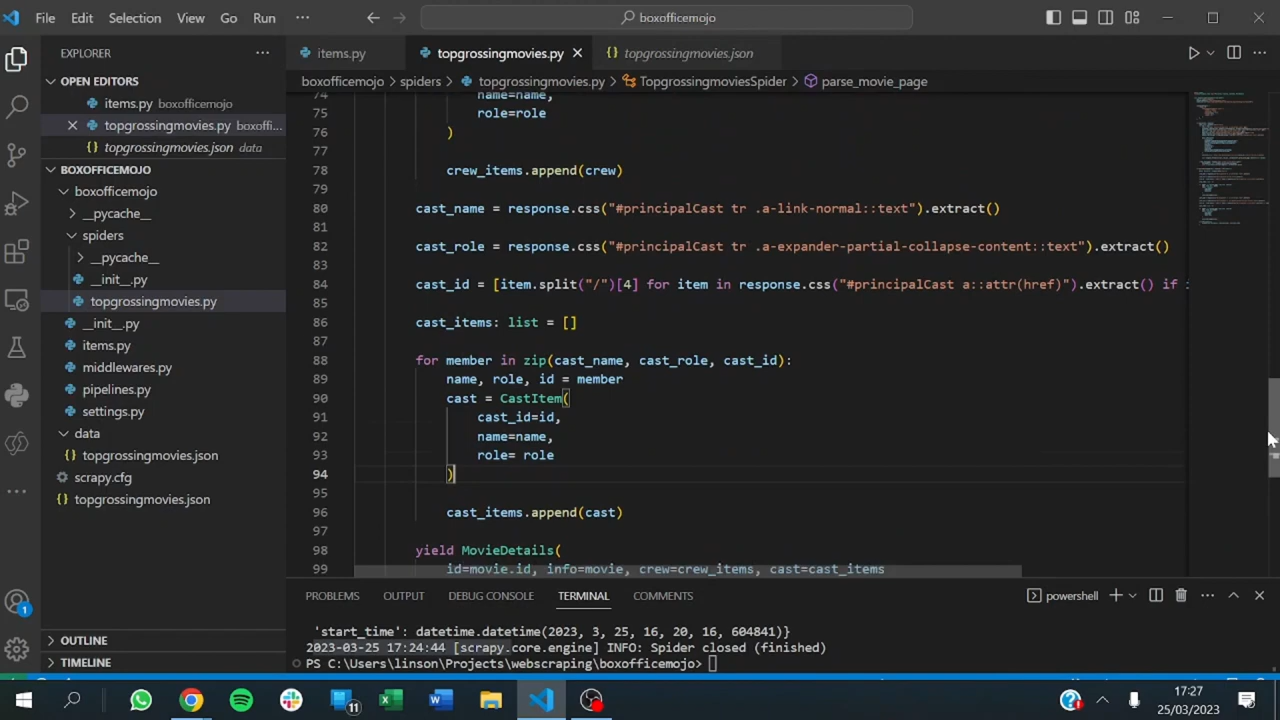 File Edit Selection View Go Run ··· boxofficemojo
EXPLORER ···
OPEN EDITORS
items.py boxofficemojo
topgrossingmovies.py boxoffi...
topgrossingmovies.json data
BOXOFFICEMOJO
boxofficemojo
__pycache__
spiders
__pycache__
__init__.py
topgrossingmovies.py
__init__.py
items.py
middlewares.py
pipelines.py
settings.py
data
topgrossingmovies.json
scrapy.cfg
topgrossingmovies.json
OUTLINE
TIMELINE
1
items.py topgrossingmovies.py topgrossingmovies.json
boxofficemojo > spiders > topgrossingmovies.py > TopgrossingmoviesSpider > parse_movie_page
74 name=name,
75 role=role
76 )
77
78 crew_items.append(crew)
79
80 cast_name = response.css("#principalCast tr .a-link-normal::text").extract()
81
82 cast_role = response.css("#principalCast tr .a-expander-partial-collapse-content::text").extract()
83
84 cast_id = [item.split("/")[4] for item in response.css("#principalCast a::attr(href)").extract() if i
85
86 cast_items: list = []
87
88 for member in zip(cast_name, cast_role, cast_id):
89 name, role, id = member
90 cast = CastItem(
91 cast_id=id,
92 name=name,
93 role= role
94 )
95
96 cast_items.append(cast)
97
98 yield MovieDetails(
99 id=movie.id, info=movie, crew=crew_items, cast=cast_items
PROBLEMS OUTPUT DEBUG CONSOLE TERMINAL COMMENTS powershell
'start_time': datetime.datetime(2023, 3, 25, 16, 20, 16, 604841)}
2023-03-25 17:24:44 [scrapy.core.engine] INFO: Spider closed (finished)
PS C:\Users\linson\Projects\webscraping\boxofficemojo>
11
17:27
25/03/2023